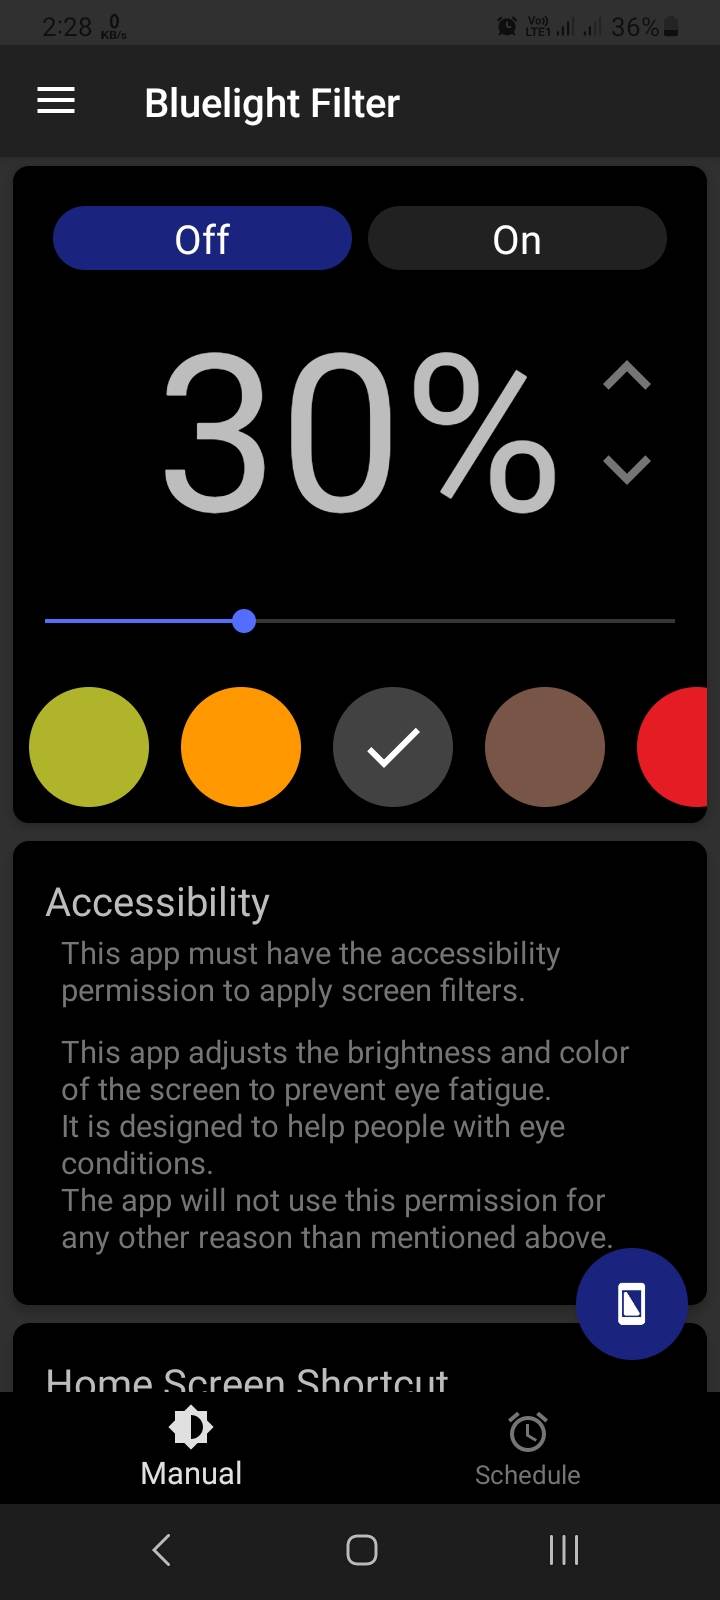 2:28 0 KB/s Vo)) LTE1 36%
Bluelight Filter
Off On
30%
Accessibility
This app must have the accessibility
permission to apply screen filters.
This app adjusts the brightness and color
of the screen to prevent eye fatigue.
It is designed to help people with eye
conditions.
The app will not use this permission for
any other reason than mentioned above.
Home Screen Shortcut
Manual Schedule